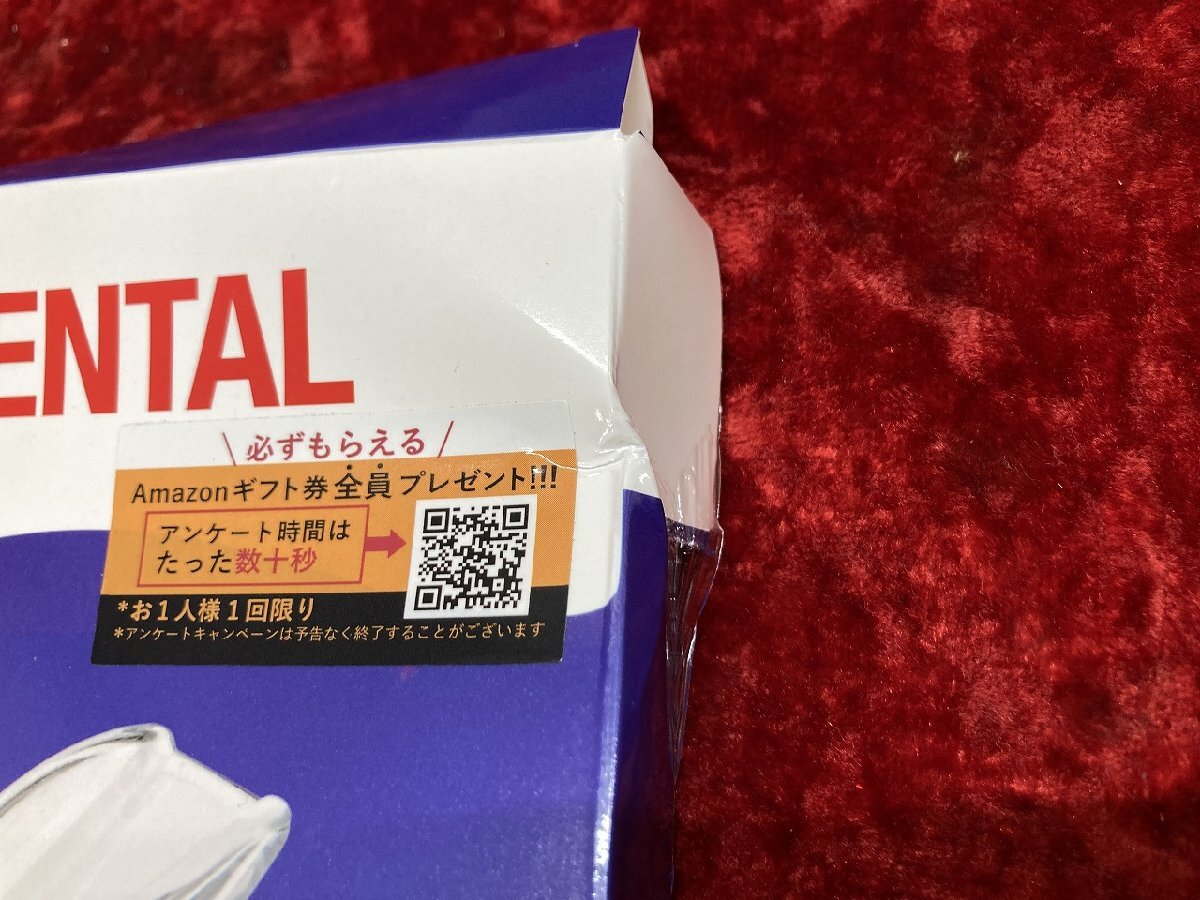 ENTAL
\ 必ずもらえる /
Amazonギフト券全員プレゼント!!!
アンケート時間は
たった数十秒
*お1人様1回限り
*アンケートキャンペーンは予告なく終了することがございます